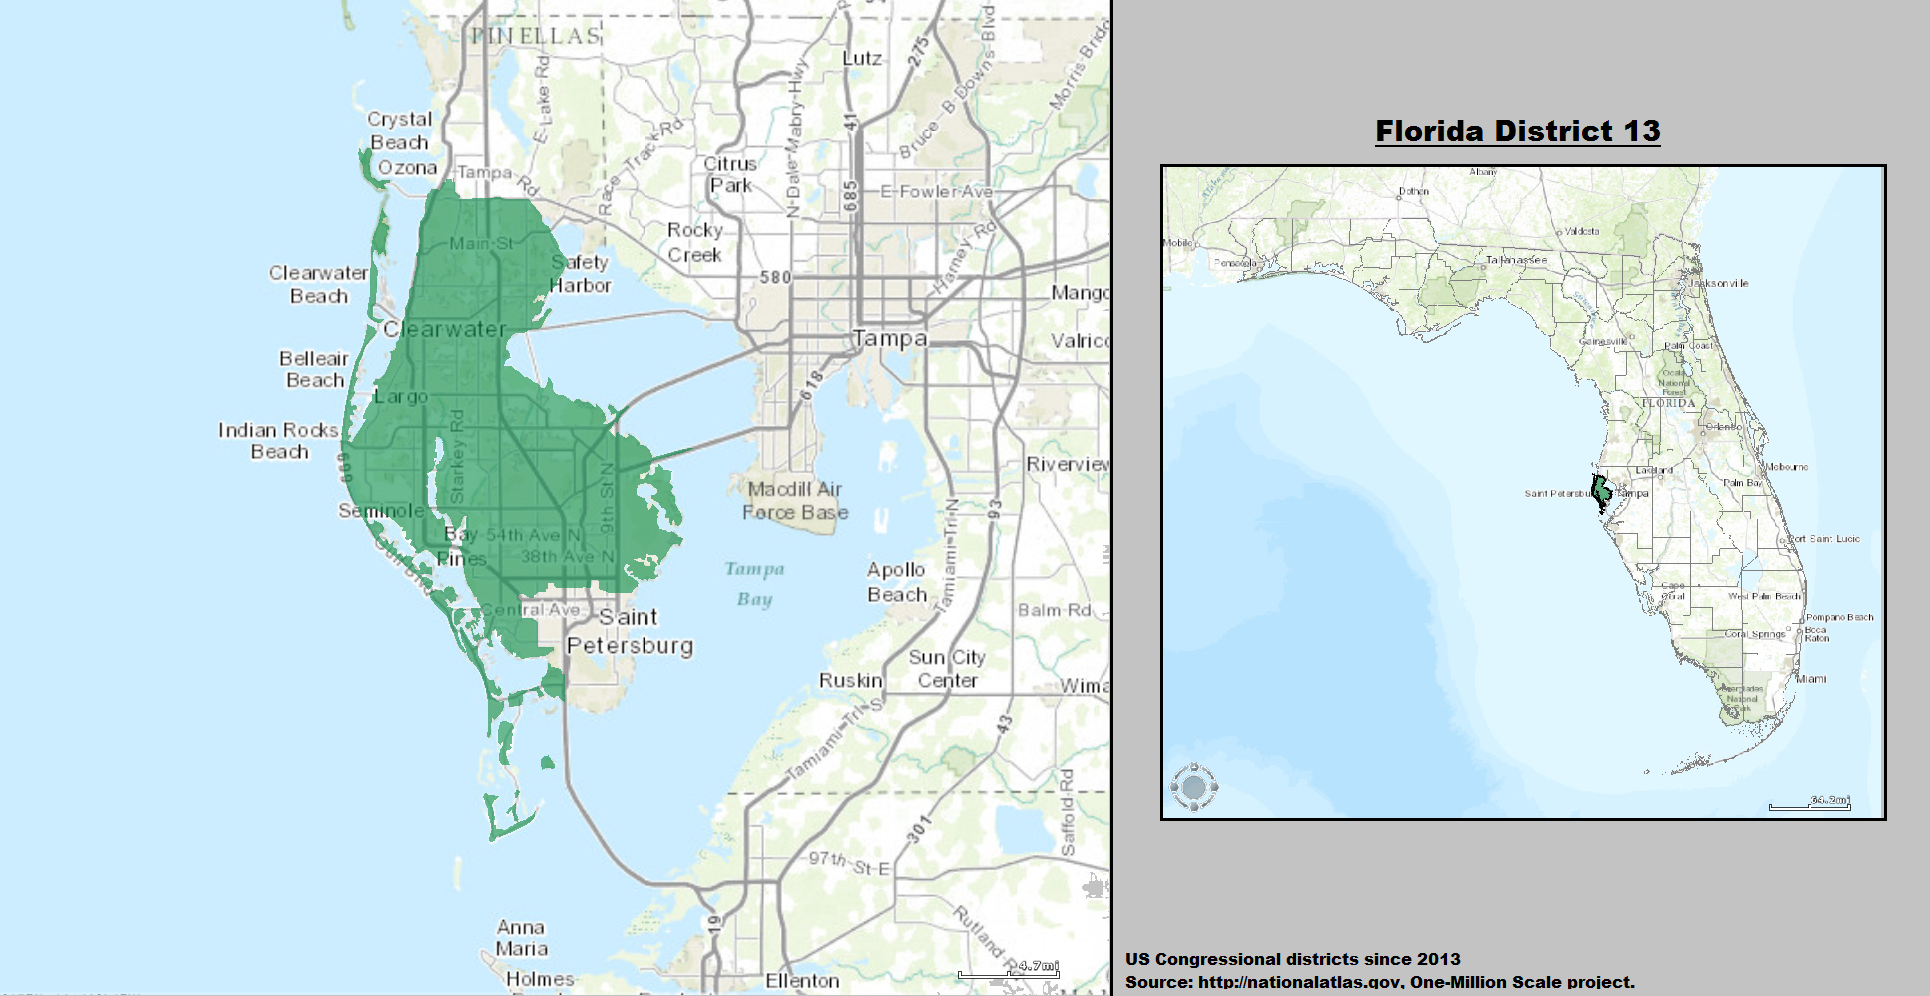 PINELLAS
Lutz
275
Morris-Bridg
E-Lake-Rd
N-Dale-Mabry-Hwy
Bruce-B-Downs-Blvd
Crystal
Beach
41
Ozona
Tampa Rd
Race-Track-Rd
Citrus
Park
685
E-Fowler-Ave
Main-St
Rocky
Creek
Harney-Rd
Safety
Harbor
Clearwater
Beach
580
Mango
Clearwater
Tampa
Valrico
Belleair
Beach
618
Largo
Indian Rocks
Beach
699
Starkey Rd
9th St N
Riverview
Macdill Air
Force Base
Seminole
93
Bay
Pines
54th Ave N
38th Ave N
Gulf Blvd
Tampa
Bay
Apollo
Beach
Tamiami-Trl-N
Central Ave
Saint
Petersburg
Balm-Rd
Sun City
Center
Ruskin
Wima
Tamiami-Trl-S
43
301
Saffold-Rd
97th-St-E
19
Rutland-Rd
Anna
Maria
Holmes
Ellenton
4.7mi
Florida District 13
Albany
Dothan
Mobile
Valdosta
Pensacola
Tallahassee
Jacksonville
Gainesville
Palm Coast
Ocala
National
Forest
FLORIDA
Orlando
Lakeland
Melbourne
Palm Bay
Saint Petersbu
Tampa
Port Saint Lucie
Cape
Coral
West Palm Beach
Pompano Beach
Coral Springs
Boca
Raton
Miami
Everglades
National
Park
64.2mi
US Congressional districts since 2013
Source: http://nationalatlas.gov, One-Million Scale project.